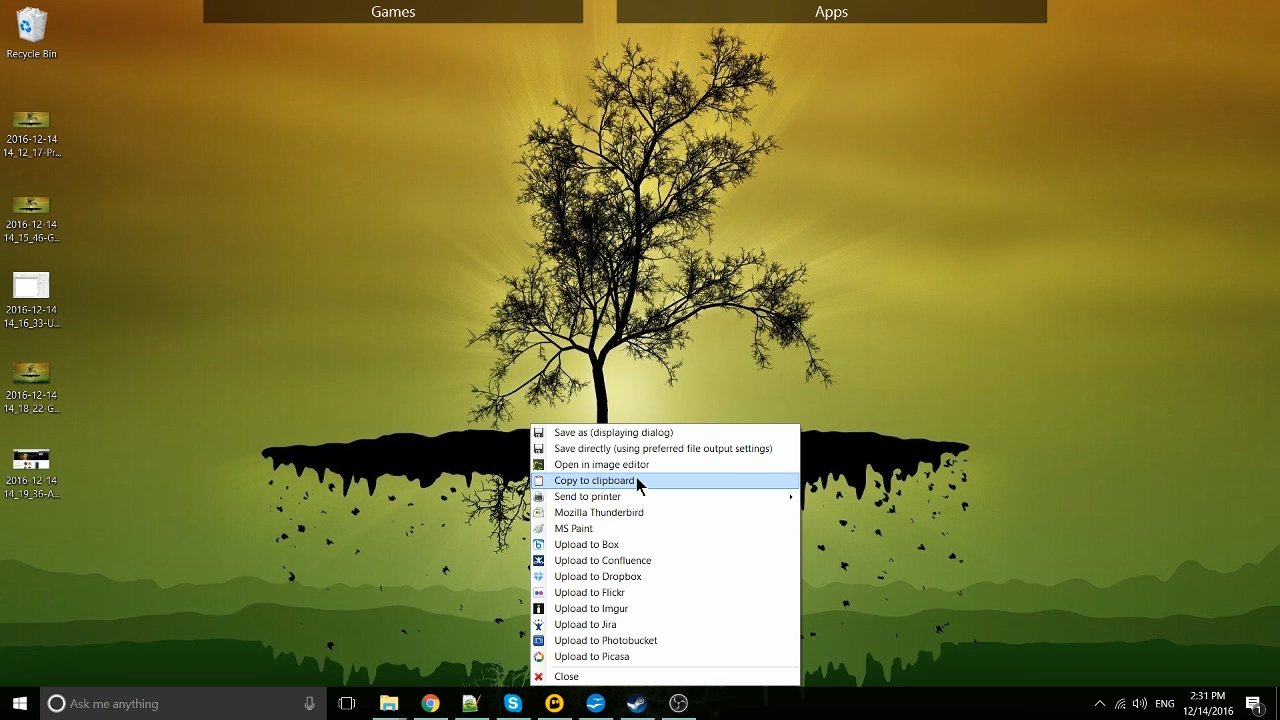 Games
Apps
Recycle Bin
2016-12-14
14_12_17-Pr...
2016-12-14
14_15_46-G...
2016-12-14
14_16_33-U...
2016-12-14
14_18_22-G...
2016-12-14
14_19_36-A...
Save as (displaying dialog)
Save directly (using preferred file output settings)
Open in image editor
Copy to clipboard
Send to printer
Mozilla Thunderbird
MS Paint
Upload to Box
Upload to Confluence
Upload to Dropbox
Upload to Flickr
Upload to Imgur
Upload to Jira
Upload to Photobucket
Upload to Picasa
Close
Ask me anything
ENG
2:31 PM
12/14/2016
1